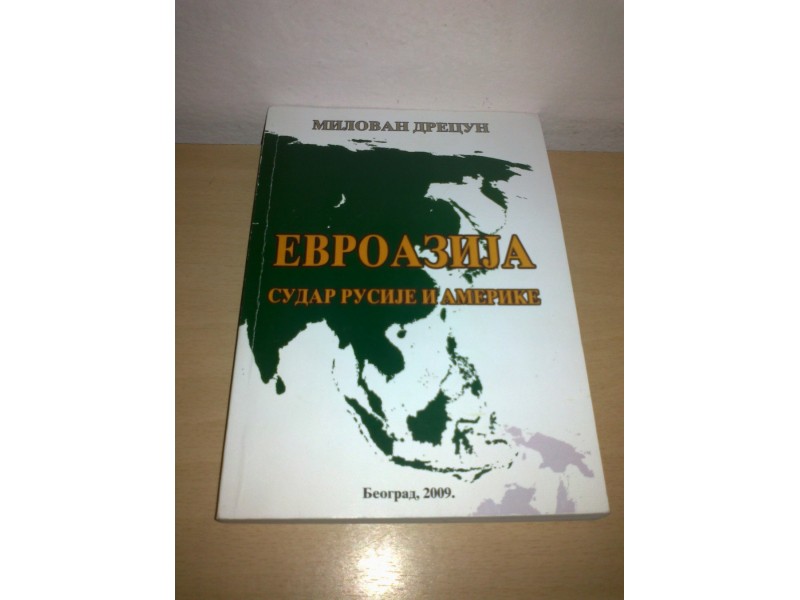 МИЛОВАН ДРЕЦУН
ЕВРОАЗИЈА
СУДАР РУСИЈЕ И АМЕРИКЕ
Београд, 2009.